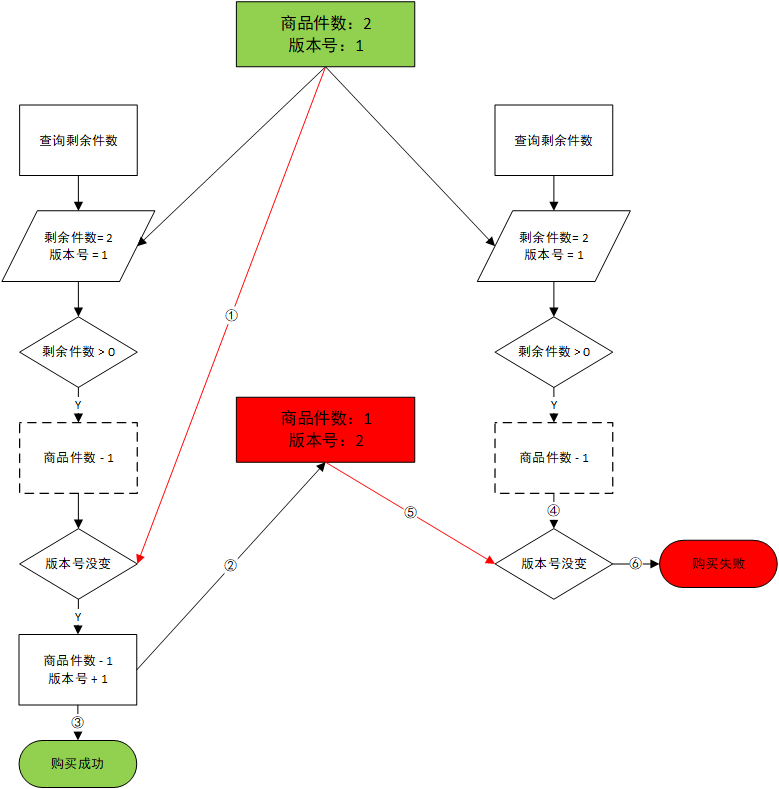 商品件数：2
版本号：1
查询剩余件数
查询剩余件数
剩余件数= 2
版本号 = 1
剩余件数= 2
版本号 = 1
①
剩余件数 > 0
剩余件数 >0
Y
Y
商品件数：1
版本号：2
商品件数 - 1
商品件数 - 1
④
⑤
版本号没变
②
版本号没变
⑥
购买失败
Y
商品件数 - 1
版本号 + 1
③
购买成功